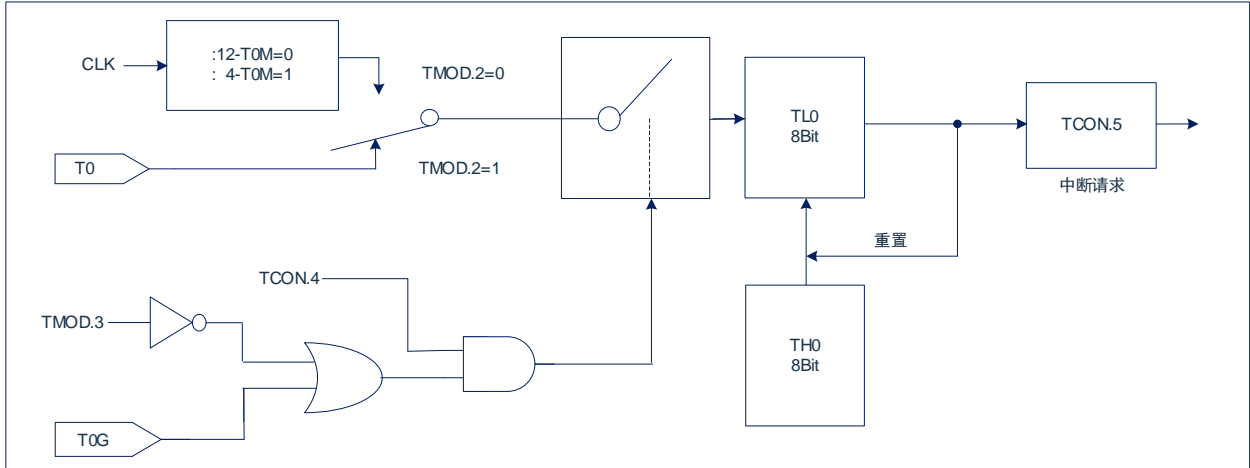 CLK
:12-T0M=0
: 4-T0M=1
TMOD.2=0
T0
TMOD.2=1
TL0
8Bit
TCON.5
中断请求
重置
TCON.4
TMOD.3
TH0
8Bit
T0G